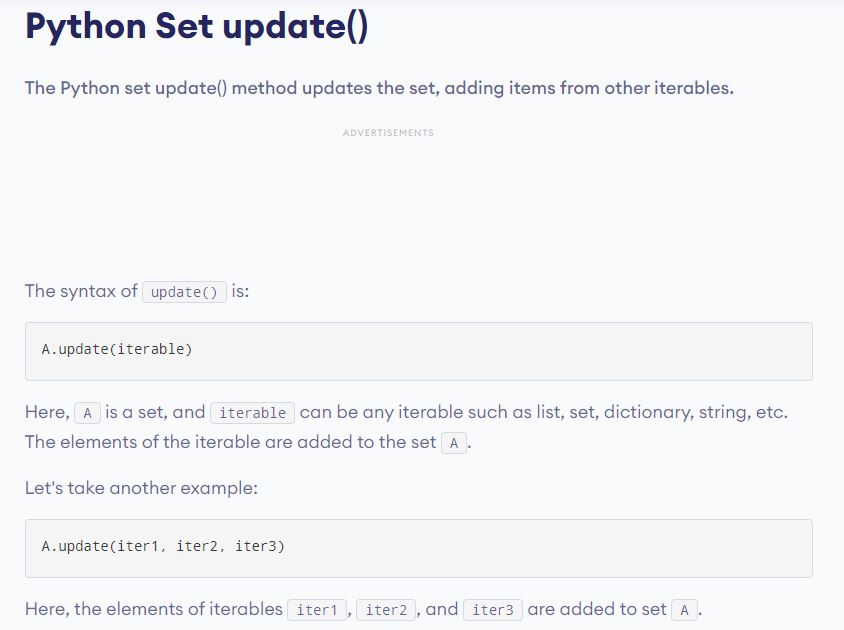 Python Set update()
The Python set update() method updates the set, adding items from other iterables.
ADVERTISEMENTS
The syntax of update() is:
A.update(iterable)
Here, A is a set, and iterable can be any iterable such as list, set, dictionary, string, etc.
The elements of the iterable are added to the set A.
Let's take another example:
A.update(iter1, iter2, iter3)
Here, the elements of iterables iter1, iter2, and iter3 are added to set A.